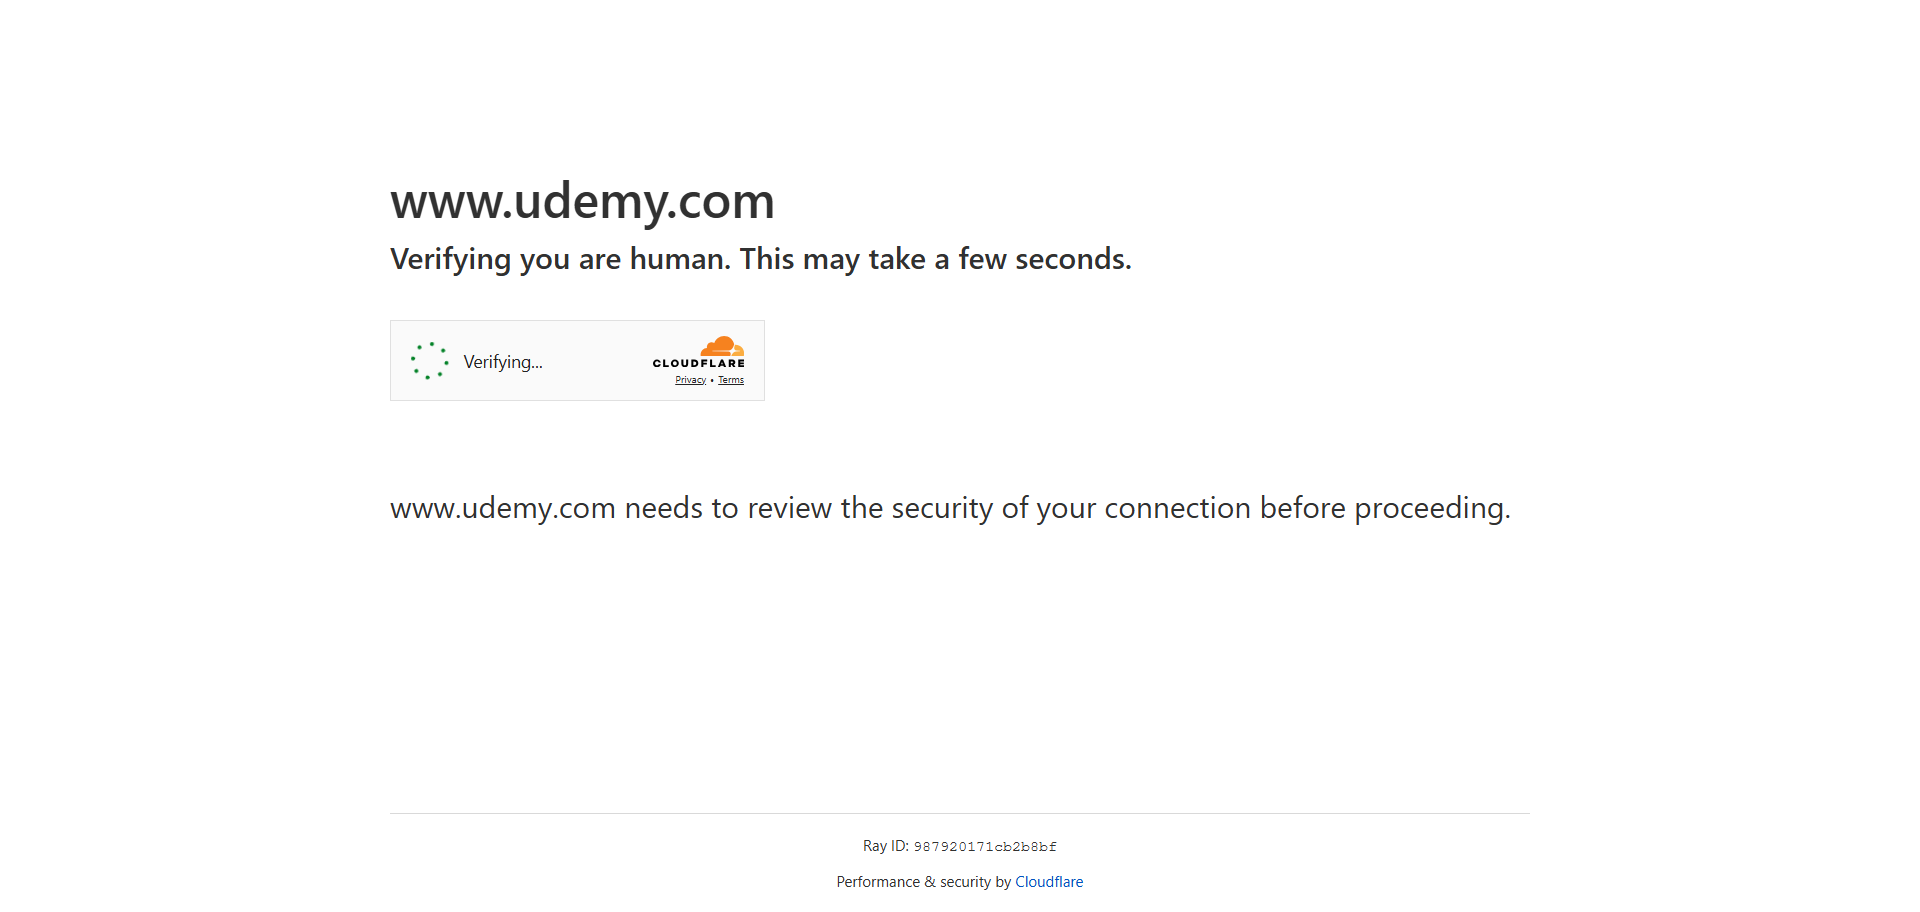 www.udemy.com
Verifying you are human. This may take a few seconds.
Verifying...
CLOUDFLARE
Privacy • Terms
www.udemy.com needs to review the security of your connection before proceeding.
Ray ID: 987920171cb2b8bf
Performance & security by Cloudflare